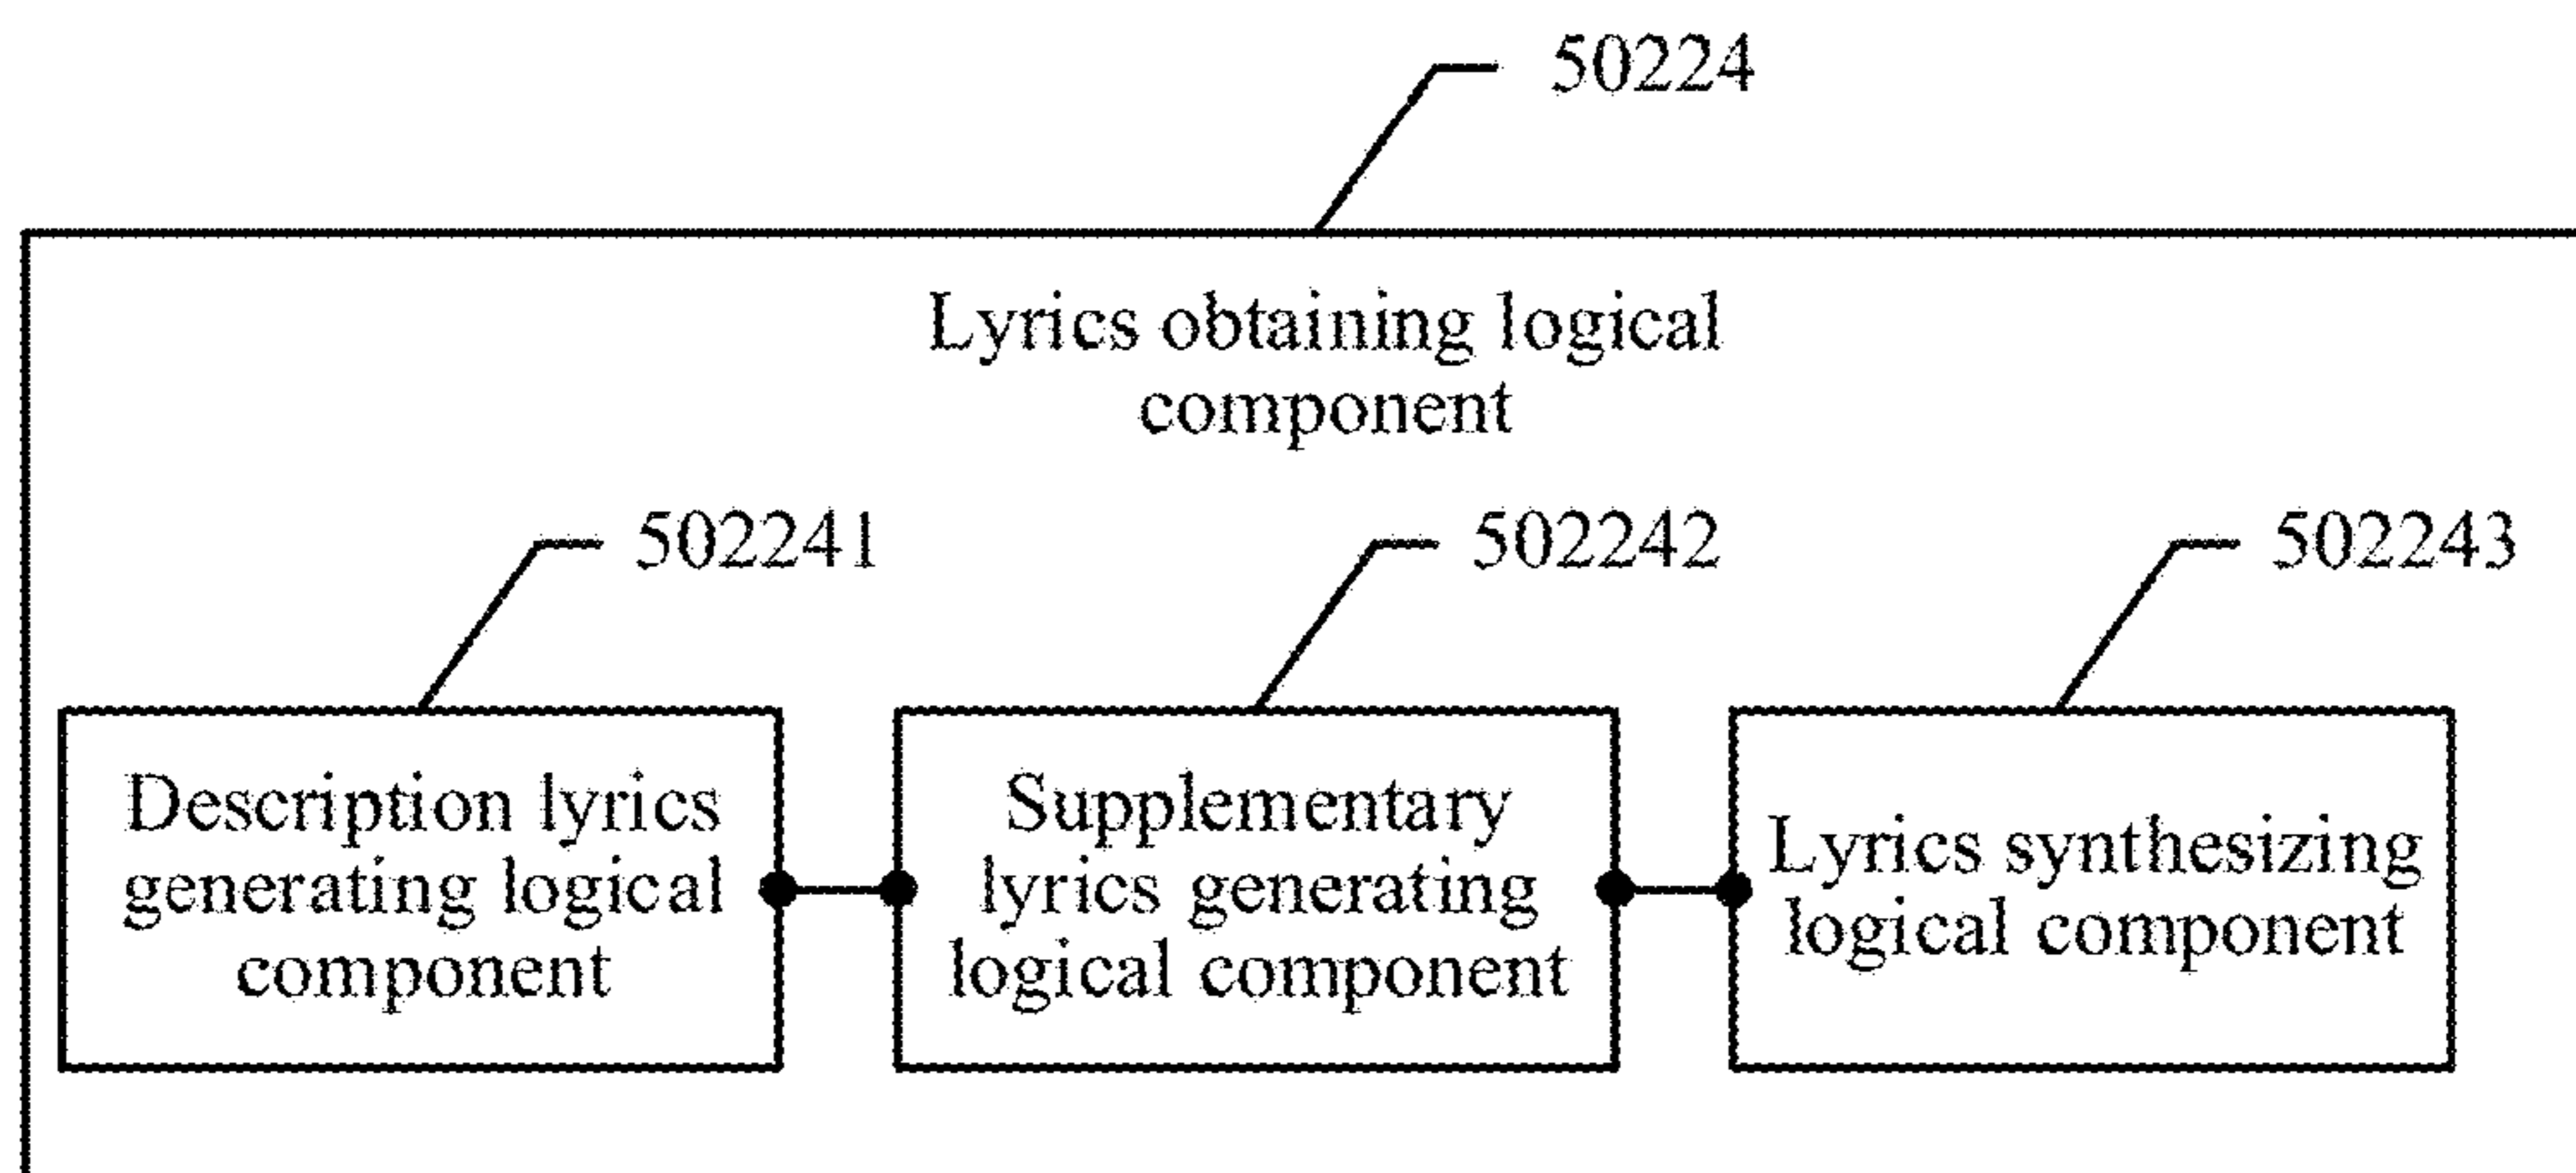 50224
Lyrics obtaining logical
component
502241
502242
502243
Description lyrics
generating logical
component
Supplementary
lyrics generating
logical component
Lyrics synthesizing
logical component